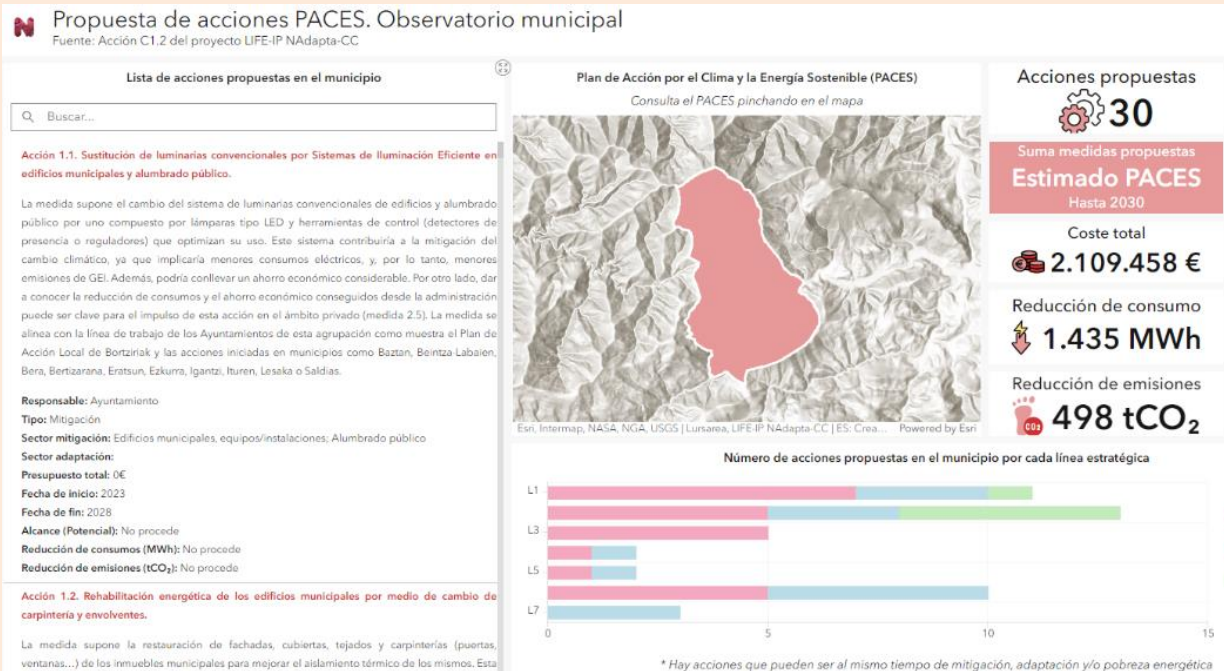 Propuesta de acciones PACES. Observatorio municipal
Fuente: Acción C1.2 del proyecto LIFE-IP NAdapta-CC
Lista de acciones propuestas en el municipio
Buscar...
Acción 1.1. Sustitución de luminarias convencionales por Sistemas de Iluminación Eficiente en
edificios municipales y alumbrado público.
La medida supone el cambio del sistema de luminarias convencionales de edificios y alumbrado
público por uno compuesto por lámparas tipo LED y herramientas de control (detectores de
presencia o reguladores) que optimizan su uso. Este sistema contribuiría a la mitigación del
cambio climático, ya que implicaría menores consumos eléctricos, y, por lo tanto, menores
emisiones de GEI. Además, podría conllevar un ahorro económico considerable. Por otro lado, dar
a conocer la reducción de consumos y el ahorro económico conseguidos desde la administración
puede ser clave para el impulso de esta acción en el ámbito privado (medida 2.5). La medida se
alinea con la línea de trabajo de los Ayuntamientos de esta agrupación como muestra el Plan de
Acción Local de Bortziriak y las acciones iniciadas en municipios como Baztan, Beintza-Labaien,
Bera, Bertizarana, Eratsun, Ezkurra, Igantzi, Ituren, Lesaka o Saldias.
Responsable: Ayuntamiento
Tipo: Mitigación
Sector mitigación: Edificios municipales, equipos/instalaciones; Alumbrado público
Sector adaptación:
Presupuesto total: 0€
Fecha de inicio: 2023
Fecha de fin: 2028
Alcance (Potencial): No procede
Reducción de consumos (MWh): No procede
Reducción de emisiones (tCO₂): No procede
Acción 1.2. Rehabilitación energética de los edificios municipales por medio de cambio de
carpintería y envolventes.
La medida supone la restauración de fachadas, cubiertas, tejados y carpinterías (puertas,
ventanas...) de los inmuebles municipales para mejorar el aislamiento térmico de los mismos. Esta
Plan de Acción por el Clima y la Energía Sostenible (PACES)
Consulta el PACES pinchando en el mapa
Esri, Intermap, NASA, NGA, USGS | Lursarea, LIFE-IP NAdapta-CC | ES: Crea... Powered by Esri
Acciones propuestas
30
Suma medidas propuestas
Estimado PACES
Hasta 2030
Coste total
2.109.458 €
Reducción de consumo
1.435 MWh
Reducción de emisiones
CO₂
498 tCO₂
Número de acciones propuestas en el municipio por cada línea estratégica
L1
L3
L5
L7
0 5 10 15
* Hay acciones que pueden ser al mismo tiempo de mitigación, adaptación y/o pobreza energética